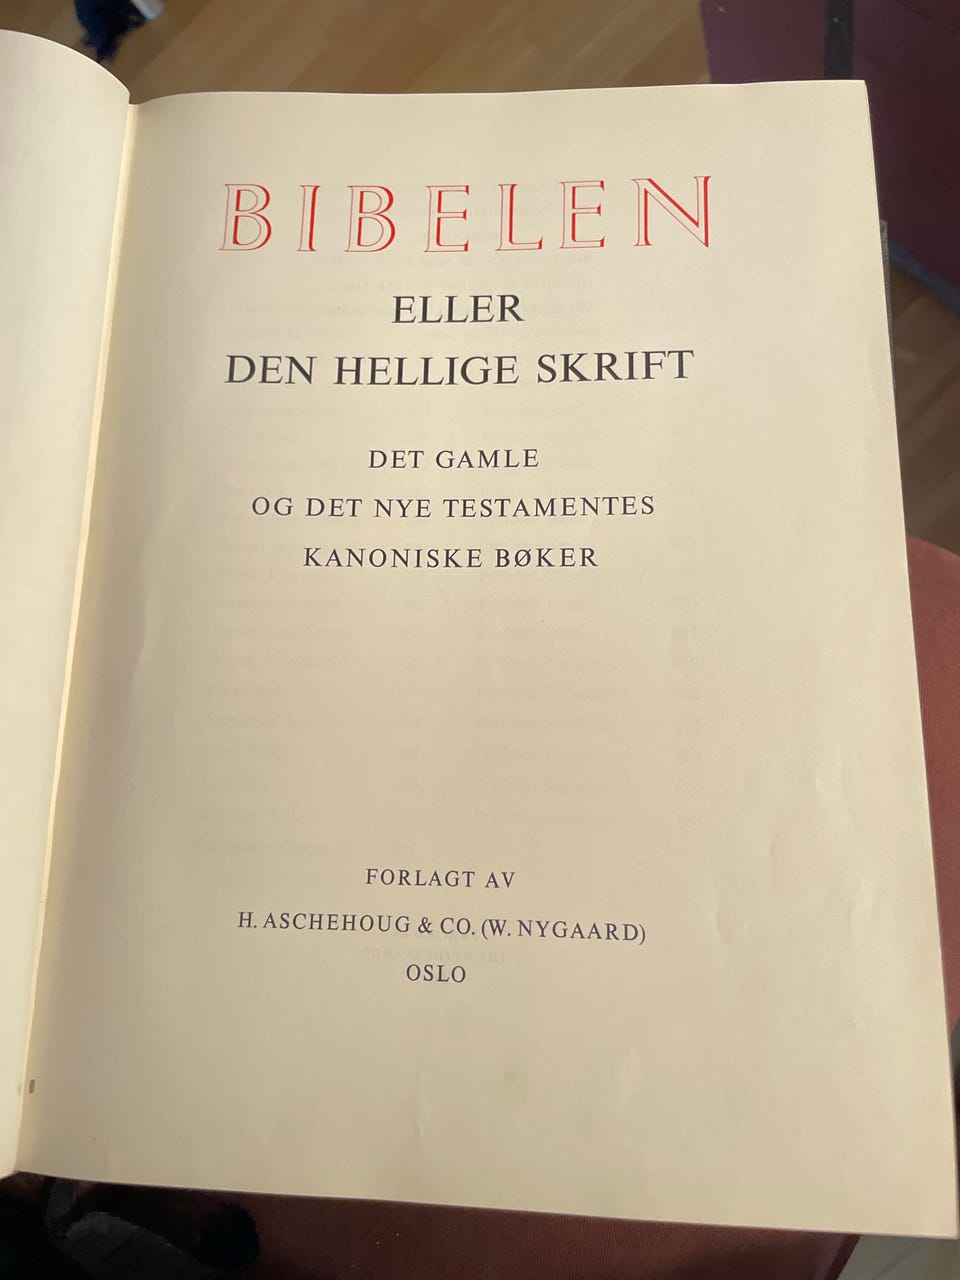 BIBELEN
ELLER
DEN HELLIGE SKRIFT
DET GAMLE
OG DET NYE TESTAMENTES
KANONISKE BØKER
FORLAGT AV
H. ASCHEHOUG & CO. (W. NYGAARD)
OSLO